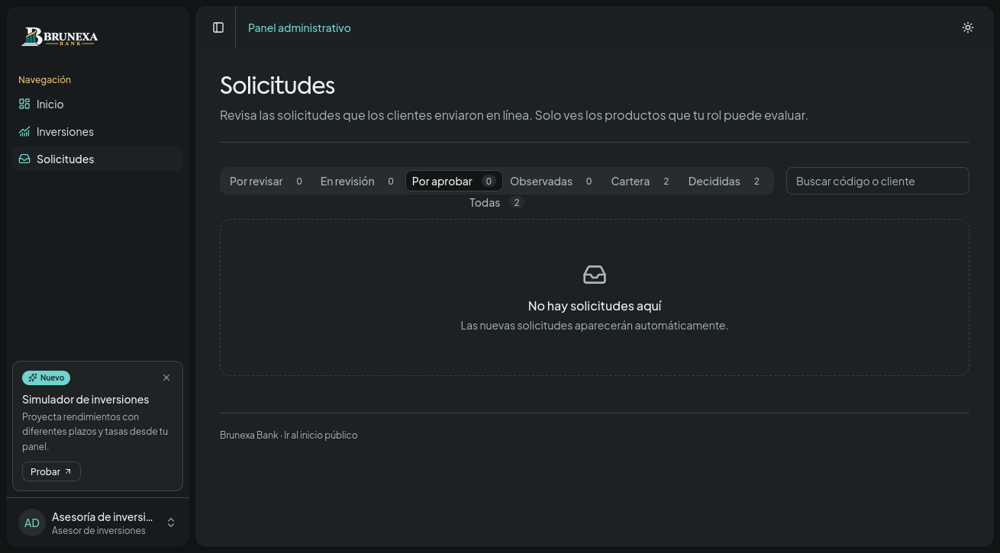 BRUNEXA
BANK
Navegación
Inicio
Inversiones
Solicitudes
Nuevo
Simulador de inversiones
Proyecta rendimientos con
diferentes plazos y tasas desde tu
panel.
Probar
AD
Asesoría de inversi...
Asesor de inversiones
Panel administrativo
Solicitudes
Revisa las solicitudes que los clientes enviaron en línea. Solo ves los productos que tu rol puede evaluar.
Por revisar 0 En revisión 0 Por aprobar 0 Observadas 0 Cartera 2 Decididas 2
Todas 2
Buscar código o cliente
No hay solicitudes aquí
Las nuevas solicitudes aparecerán automáticamente.
Brunexa Bank · Ir al inicio público